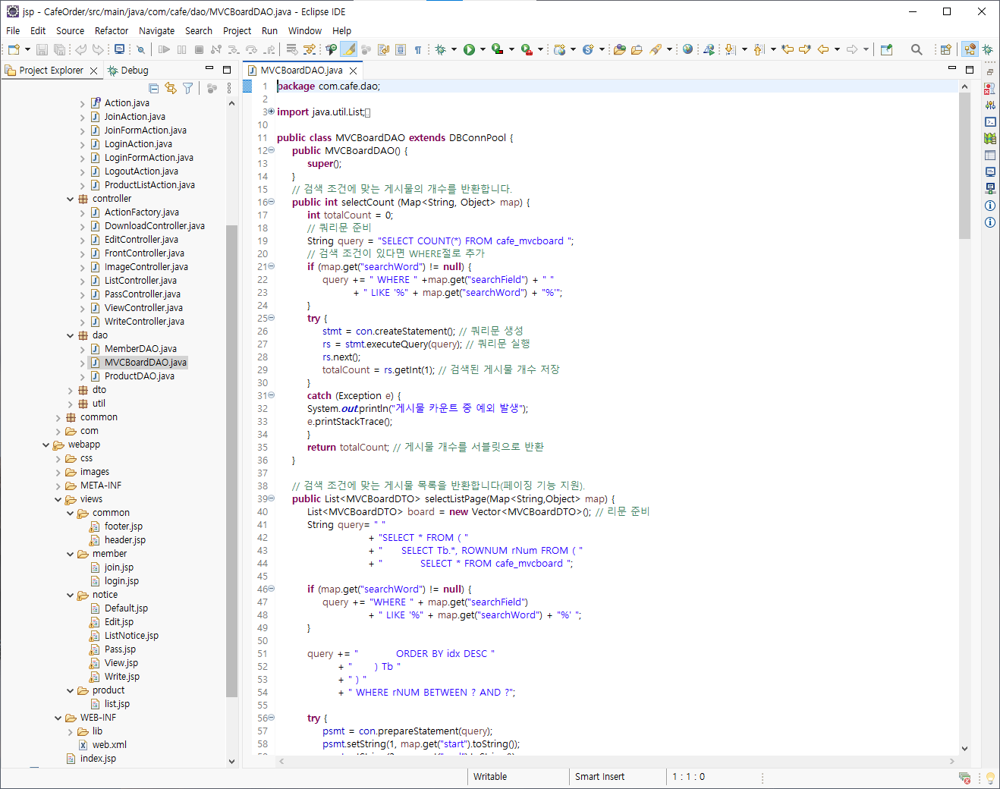 jsp - CafeOrder/src/main/java/com/cafe/dao/MVCBoardDAO.java - Eclipse IDE
File Edit Source Refactor Navigate Search Project Run Window Help
Project Explorer Debug
Action.java
JoinAction.java
JoinFormAction.java
LoginAction.java
LoginFormAction.java
LogoutAction.java
ProductListAction.java
controller
ActionFactory.java
DownloadController.java
EditController.java
FrontController.java
ImageController.java
ListController.java
PassController.java
ViewController.java
WriteController.java
dao
MemberDAO.java
MVCBoardDAO.java
ProductDAO.java
dto
util
common
com
webapp
css
images
META-INF
views
common
footer.jsp
header.jsp
member
join.jsp
login.jsp
notice
Default.jsp
Edit.jsp
ListNotice.jsp
Pass.jsp
View.jsp
Write.jsp
product
list.jsp
WEB-INF
lib
web.xml
index.jsp
MVCBoardDAO.java
1 package com.cafe.dao;
2
3 import java.util.List;
10
11 public class MVCBoardDAO extends DBConnPool {
12 public MVCBoardDAO() {
13 super();
14 }
15 // 검색 조건에 맞는 게시물의 개수를 반환합니다.
16 public int selectCount (Map<String, Object> map) {
17 int totalCount = 0;
18 // 쿼리문 준비
19 String query = "SELECT COUNT(*) FROM cafe_mvcboard ";
20 // 검색 조건이 있다면 WHERE절로 추가
21 if (map.get("searchWord") != null) {
22 query += " WHERE " +map.get("searchField") + " "
23 + " LIKE '%" + map.get("searchWord") + "%'";
24 }
25 try {
26 stmt = con.createStatement(); // 쿼리문 생성
27 rs = stmt.executeQuery(query); // 쿼리문 실행
28 rs.next();
29 totalCount = rs.getInt(1); // 검색된 게시물 개수 저장
30 }
31 catch (Exception e) {
32 System.out.println("게시물 카운트 중 예외 발생");
33 e.printStackTrace();
34 }
35 return totalCount; // 게시물 개수를 서블릿으로 반환
36 }
37
38 // 검색 조건에 맞는 게시물 목록을 반환합니다(페이징 기능 지원).
39 public List<MVCBoardDTO> selectListPage(Map<String,Object> map) {
40 List<MVCBoardDTO> board = new Vector<MVCBoardDTO>(); // 리문 준비
41 String query= " "
42 + "SELECT * FROM ( "
43 + " SELECT Tb.*, ROWNUM rNum FROM ( "
44 + " SELECT * FROM cafe_mvcboard ";
45
46 if (map.get("searchWord") != null) {
47 query += "WHERE " + map.get("searchField")
48 + " LIKE '%" + map.get("searchWord") + "%' ";
49 }
50
51 query += " ORDER BY idx DESC "
52 + " ) Tb "
53 + " ) "
54 + " WHERE rNUM BETWEEN ? AND ?";
55
56 try {
57 psmt = con.prepareStatement(query);
58 psmt.setString(1, map.get("start").toString());
Writable Smart Insert 1 : 1 : 0